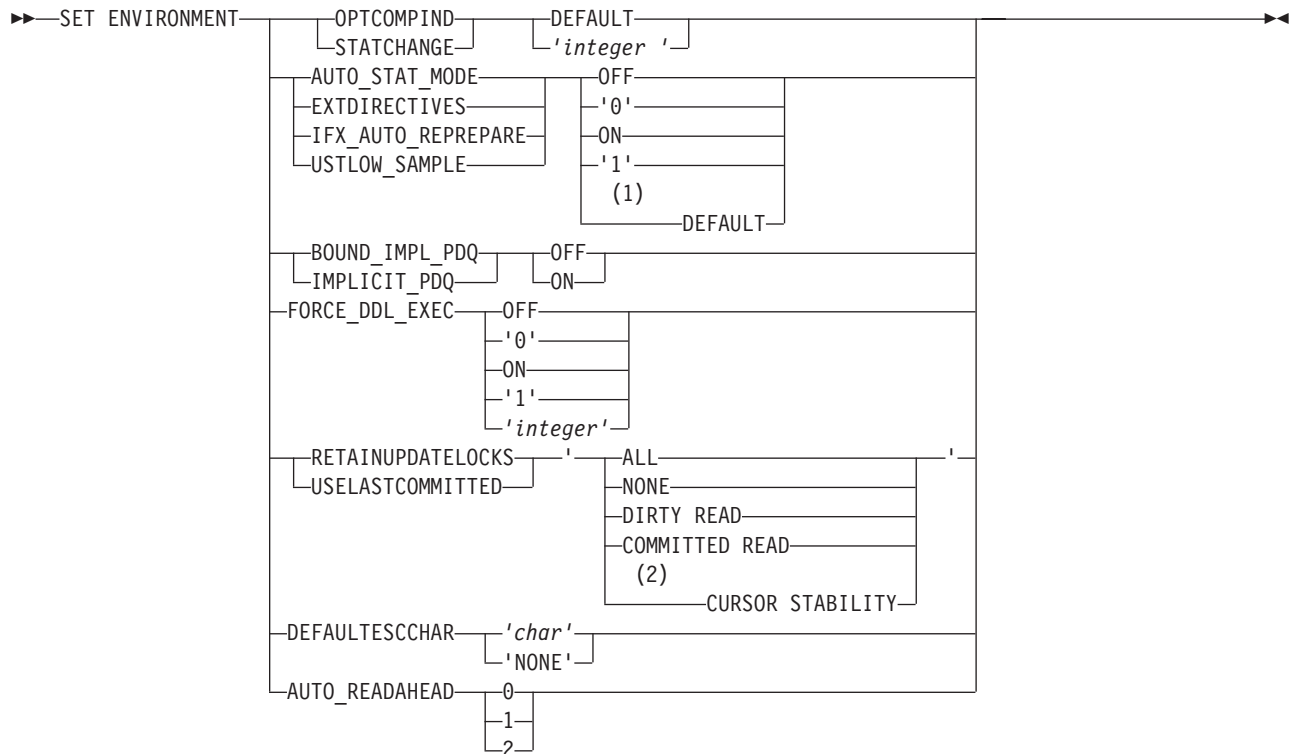 SET ENVIRONMENT OPTCOMPIND DEFAULT
STATCHANGE 'integer '
AUTO_STAT_MODE OFF
EXTDIRECTIVES '0'
IFX_AUTO_REPREPARE ON
USTLOW_SAMPLE '1'
(1)
DEFAULT
BOUND_IMPL_PDQ OFF
IMPLICIT_PDQ ON
FORCE_DDL_EXEC OFF
'0'
ON
'1'
'integer'
RETAINUPDATELOCKS ' ALL '
USELASTCOMMITTED NONE
DIRTY READ
COMMITTED READ
(2)
CURSOR STABILITY
DEFAULTESCCHAR 'char'
'NONE'
AUTO_READAHEAD 0
1
2